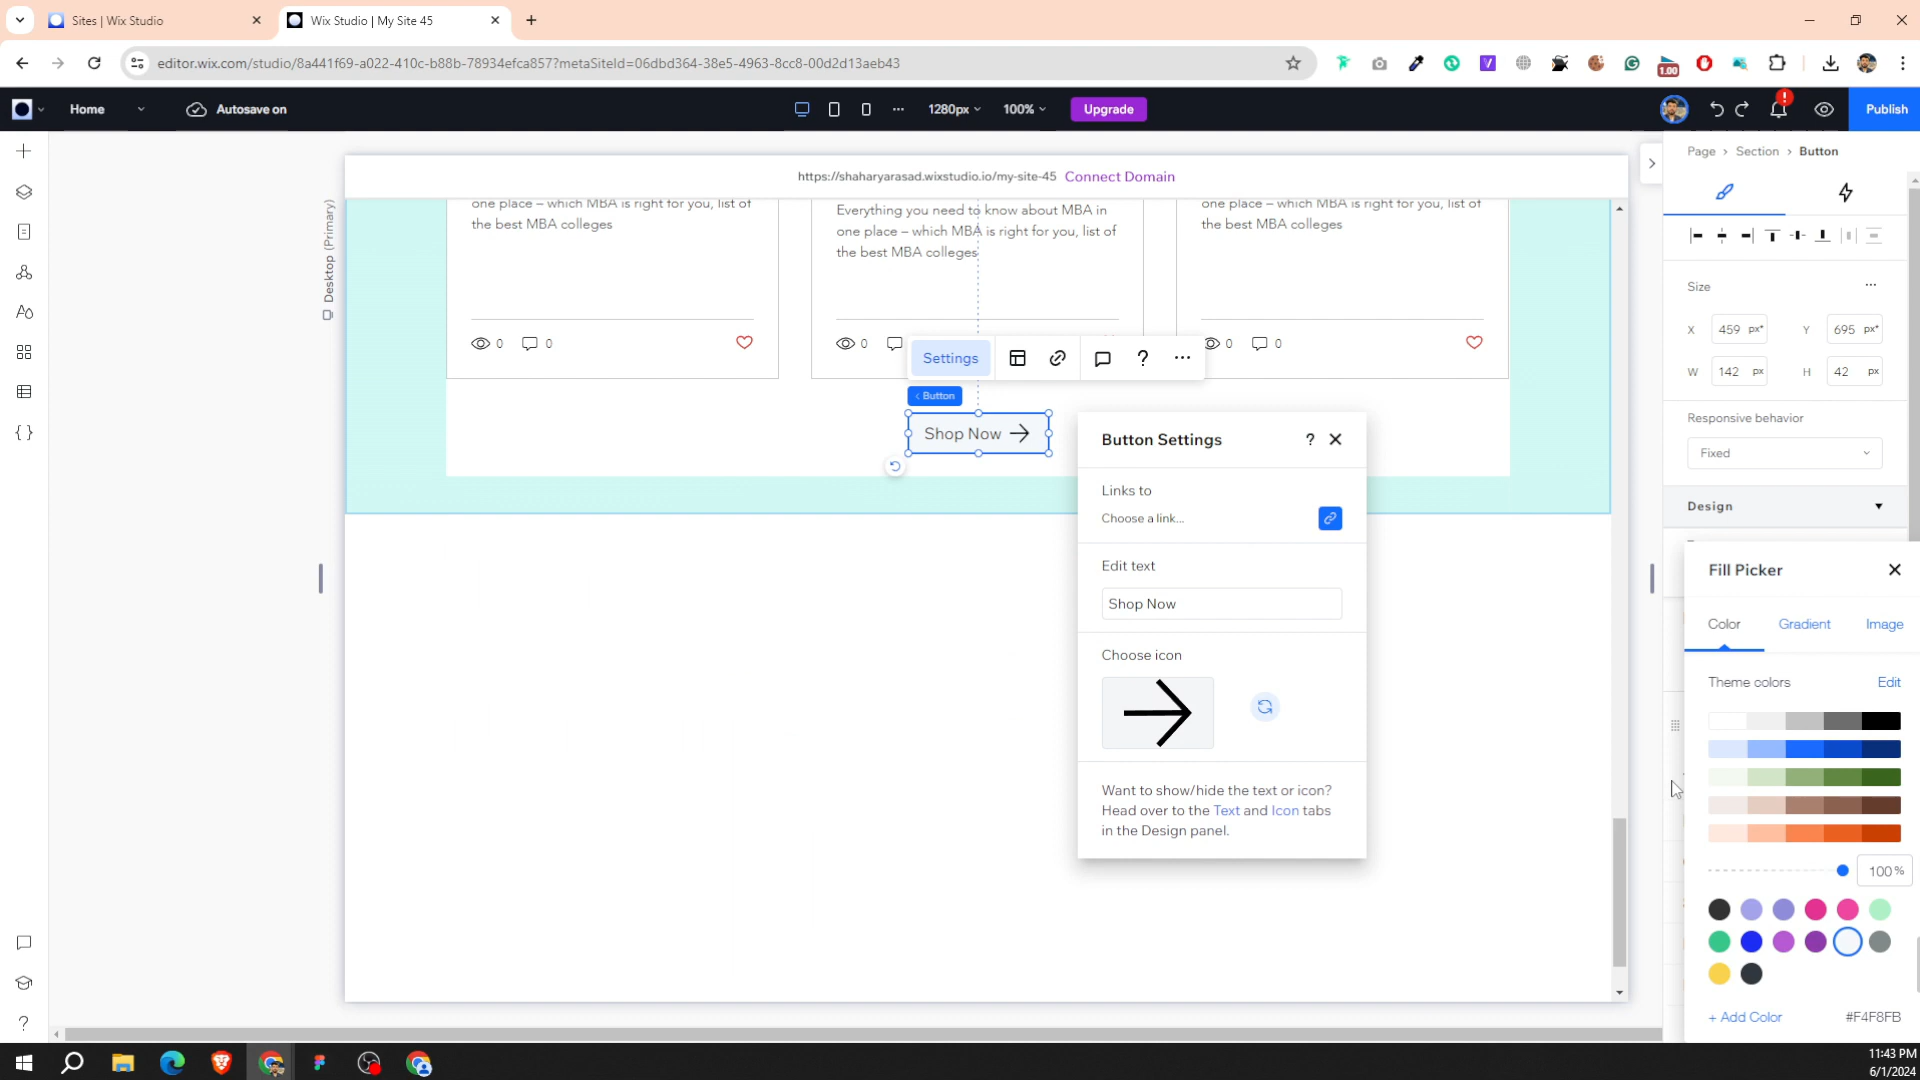 Sites | Wix Studio
Wix Studio | My Site 45
editor.wix.com/studio/8a441f69-a022-410c-b88b-78934efca857?metaSiteId=06dbd364-38e5-4963-8cc8-00d2d13aeb43
1.00
Home
Autosave on
1280px
100%
Upgrade
Publish
https://shaharyarasad.wixstudio.io/my-site-45 Connect Domain
Desktop (Primary)
one place – which MBA is right for you, list of
the best MBA colleges
0 0
Everything you need to know about MBA in
one place – which MBA is right for you, list of
the best MBA colleges
0
one place – which MBA is right for you, list of
the best MBA colleges
0 0
Settings
Button
Shop Now
Button Settings
Links to
Choose a link...
Edit text
Shop Now
Choose icon
Want to show/hide the text or icon?
Head over to the Text and Icon tabs
in the Design panel.
Page > Section > Button
Size
X 459 px* Y 695 px*
W 142 px H 42 px
Responsive behavior
Fixed
Design
Fill Picker
Color Gradient Image
Theme colors Edit
100%
+ Add Color #F4F8FB
11:43 PM
6/1/2024